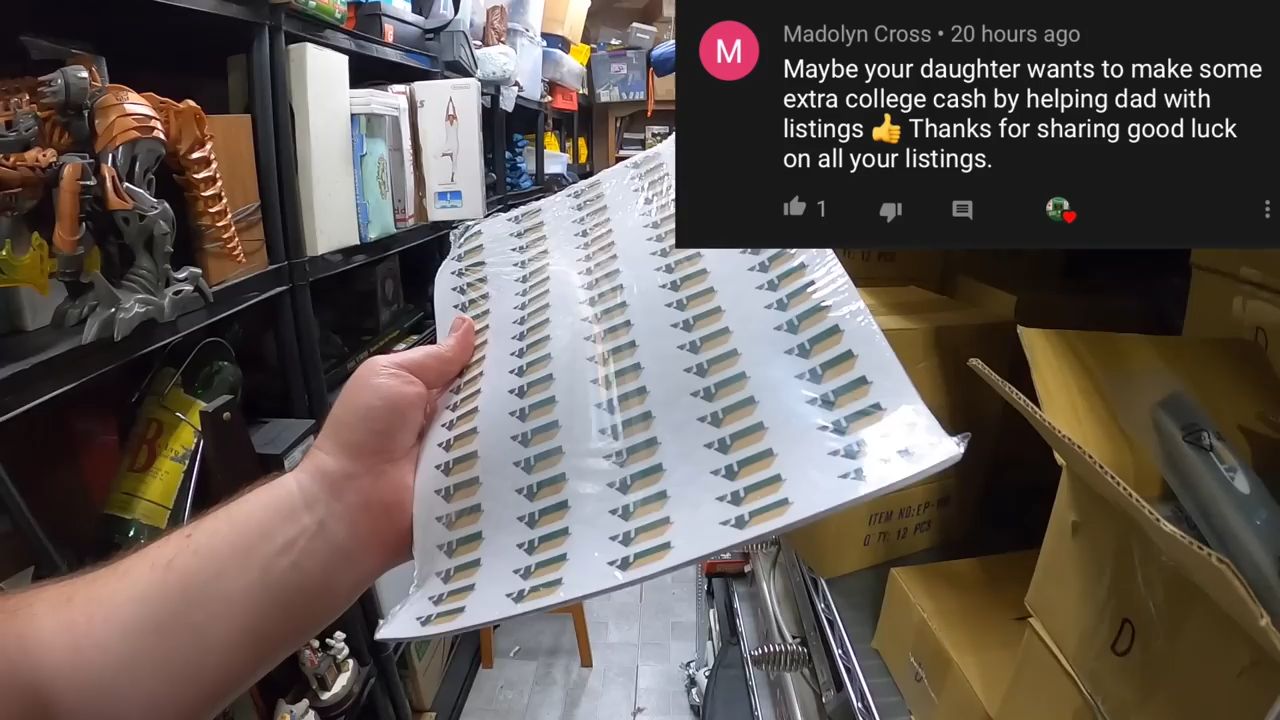 Madolyn Cross • 20 hours ago
Maybe your daughter wants to make some
extra college cash by helping dad with
listings 👍 Thanks for sharing good luck
on all your listings.
1
M
B
ITEM NO:EP-
Q'TY: 12 PCS
D